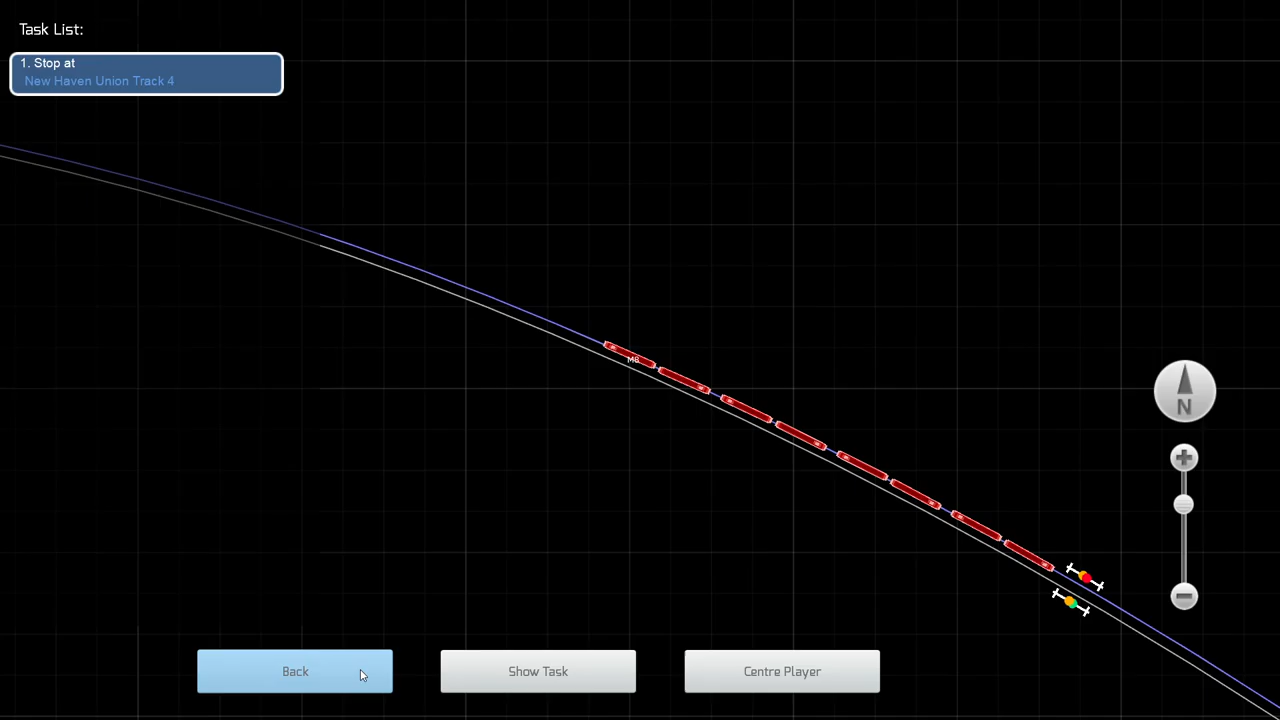 Task List:
1. Stop at
New Haven Union Track 4
M8
N
Back
Show Task
Centre Player